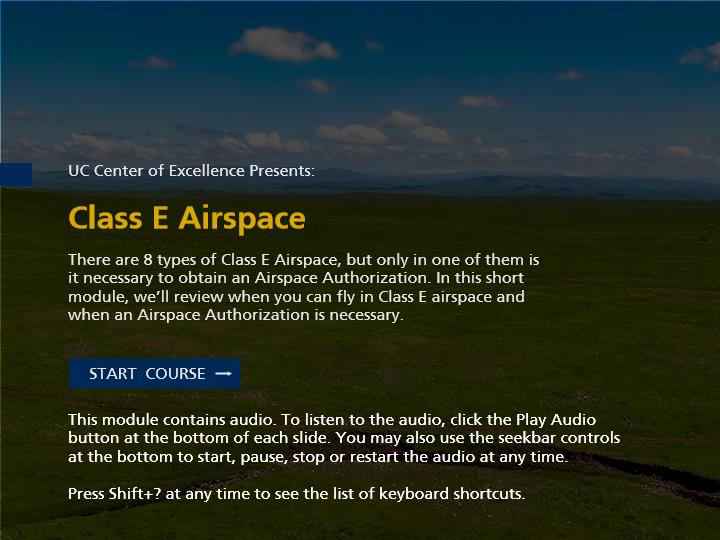 UC Center of Excellence Presents:
Class E Airspace
There are 8 types of Class E Airspace, but only in one of them is
it necessary to obtain an Airspace Authorization. In this short
module, we’ll review when you can fly in Class E airspace and
when an Airspace Authorization is necessary.
START COURSE →
This module contains audio. To listen to the audio, click the Play Audio
button at the bottom of each slide. You may also use the seekbar controls
at the bottom to start, pause, stop or restart the audio at any time.
Press Shift+? at any time to see the list of keyboard shortcuts.